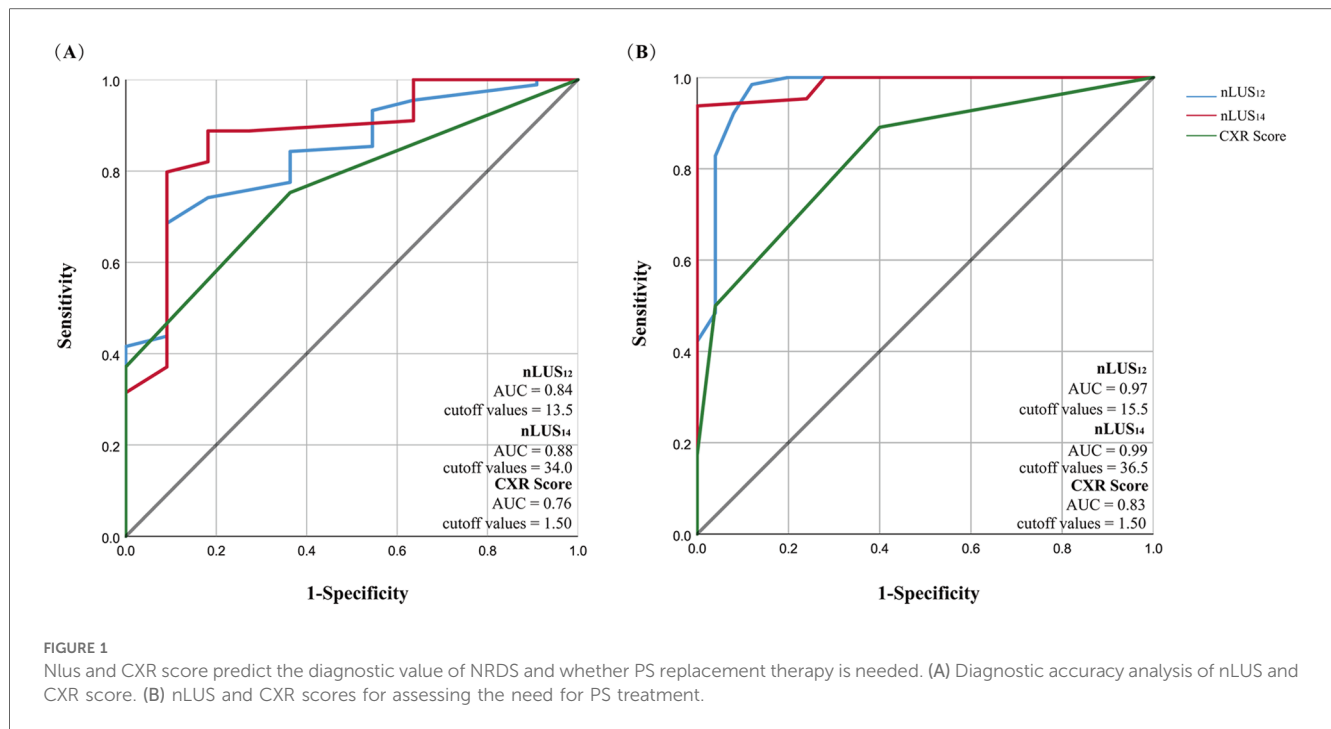 (A)
1.0
0.8
0.6
0.4
0.2
0.0
Sensitivity
nLUS12
AUC = 0.84
cutoff values = 13.5
nLUS14
AUC = 0.88
cutoff values = 34.0
CXR Score
AUC = 0.76
cutoff values = 1.50
0.0 0.2 0.4 0.6 0.8 1.0
1-Specificity
(B)
1.0
0.8
0.6
0.4
0.2
0.0
Sensitivity
nLUS12
AUC = 0.97
cutoff values = 15.5
nLUS14
AUC = 0.99
cutoff values = 36.5
CXR Score
AUC = 0.83
cutoff values = 1.50
0.0 0.2 0.4 0.6 0.8 1.0
1-Specificity
nLUS12
nLUS14
CXR Score
FIGURE 1
Nlus and CXR score predict the diagnostic value of NRDS and whether PS replacement therapy is needed. (A) Diagnostic accuracy analysis of nLUS and
CXR score. (B) nLUS and CXR scores for assessing the need for PS treatment.